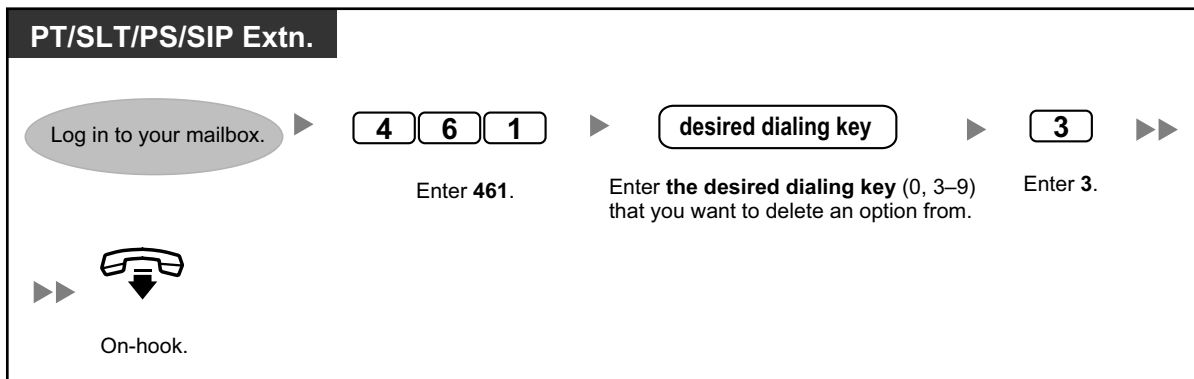 PT/SLT/PS/SIP Extn.
Log in to your mailbox.
4 6 1
desired dialing key
3
Enter 461.
Enter the desired dialing key (0, 3–9)
that you want to delete an option from.
Enter 3.
On-hook.